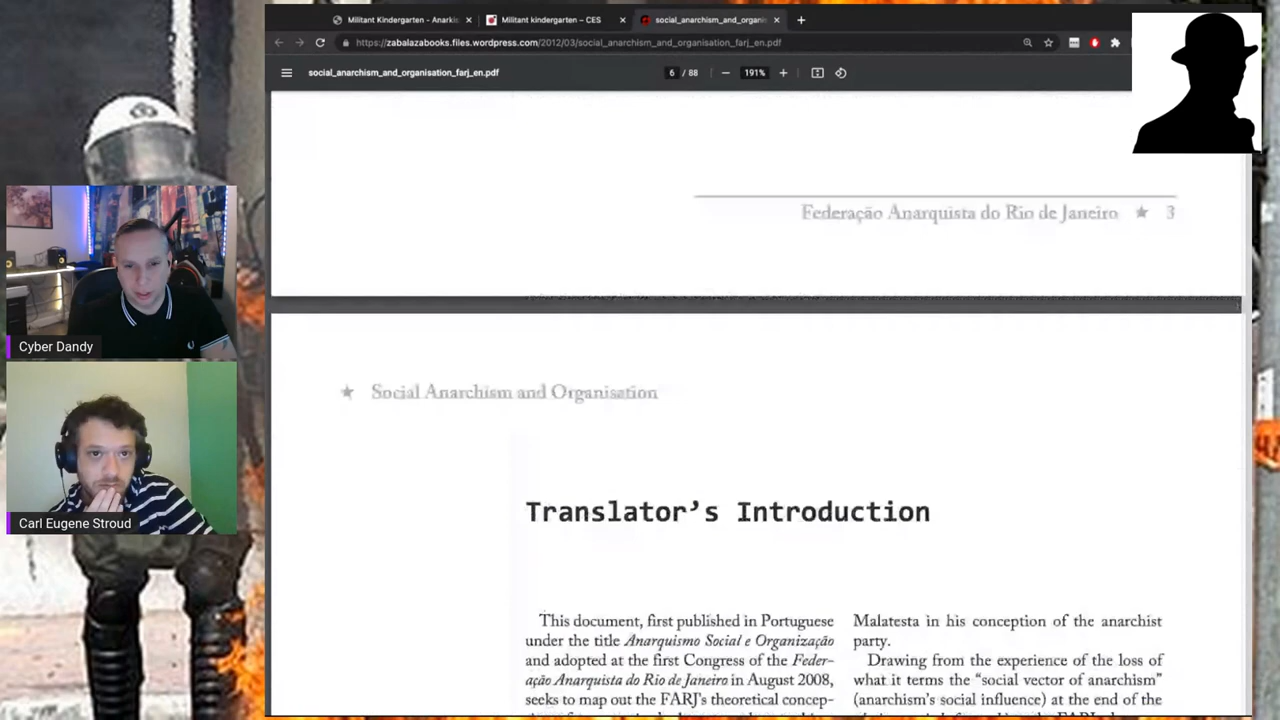 Militant Kindergarten - Anarki
Militant kindergarten – CES
social_anarchism_and_organi
https://zabalazabooks.files.wordpress.com/2012/03/social_anarchism_and_organisation_farj_en.pdf
social_anarchism_and_organisation_farj_en.pdf
6 / 88
191%
Federação Anarquista do Rio de Janeiro ★ 3
★ Social Anarchism and Organisation
Translator's Introduction
This document, first published in Portuguese
under the title Anarquismo Social e Organização
and adopted at the first Congress of the Feder-
ação Anarquista do Rio de Janeiro in August 2008,
seeks to map out the FARJ's theoretical concep-
Malatesta in his conception of the anarchist
party.
Drawing from the experience of the loss of
what it terms the “social vector of anarchism”
(anarchism's social influence) at the end of the
Cyber Dandy
Carl Eugene Stroud